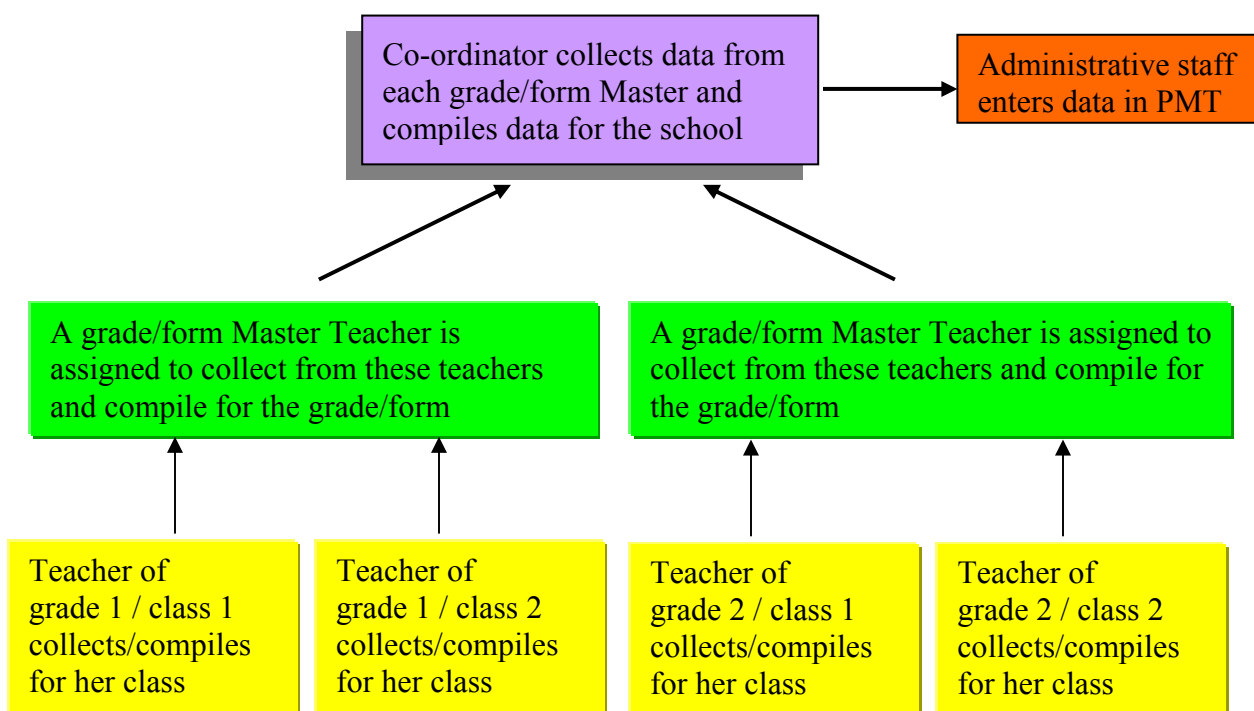 Co-ordinator collects data from
each grade/form Master and
compiles data for the school
Administrative staff
enters data in PMT
A grade/form Master Teacher is
assigned to collect from these teachers
and compile for the grade/form
A grade/form Master Teacher is assigned to
collect from these teachers and compile for
the grade/form
Teacher of
grade 1 / class 1
collects/compiles
for her class
Teacher of
grade 1 / class 2
collects/compiles
for her class
Teacher of
grade 2 / class 1
collects/compiles
for her class
Teacher of
grade 2 / class 2
collects/compiles
for her class